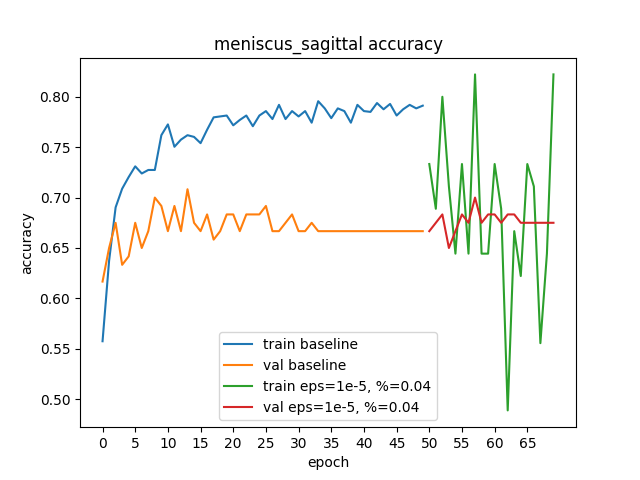 meniscus_sagittal accuracy
accuracy
0.80
0.75
0.70
0.65
0.60
0.55
0.50
train baseline
val baseline
train eps=1e-5, %=0.04
val eps=1e-5, %=0.04
0 5 10 15 20 25 30 35 40 45 50 55 60 65
epoch